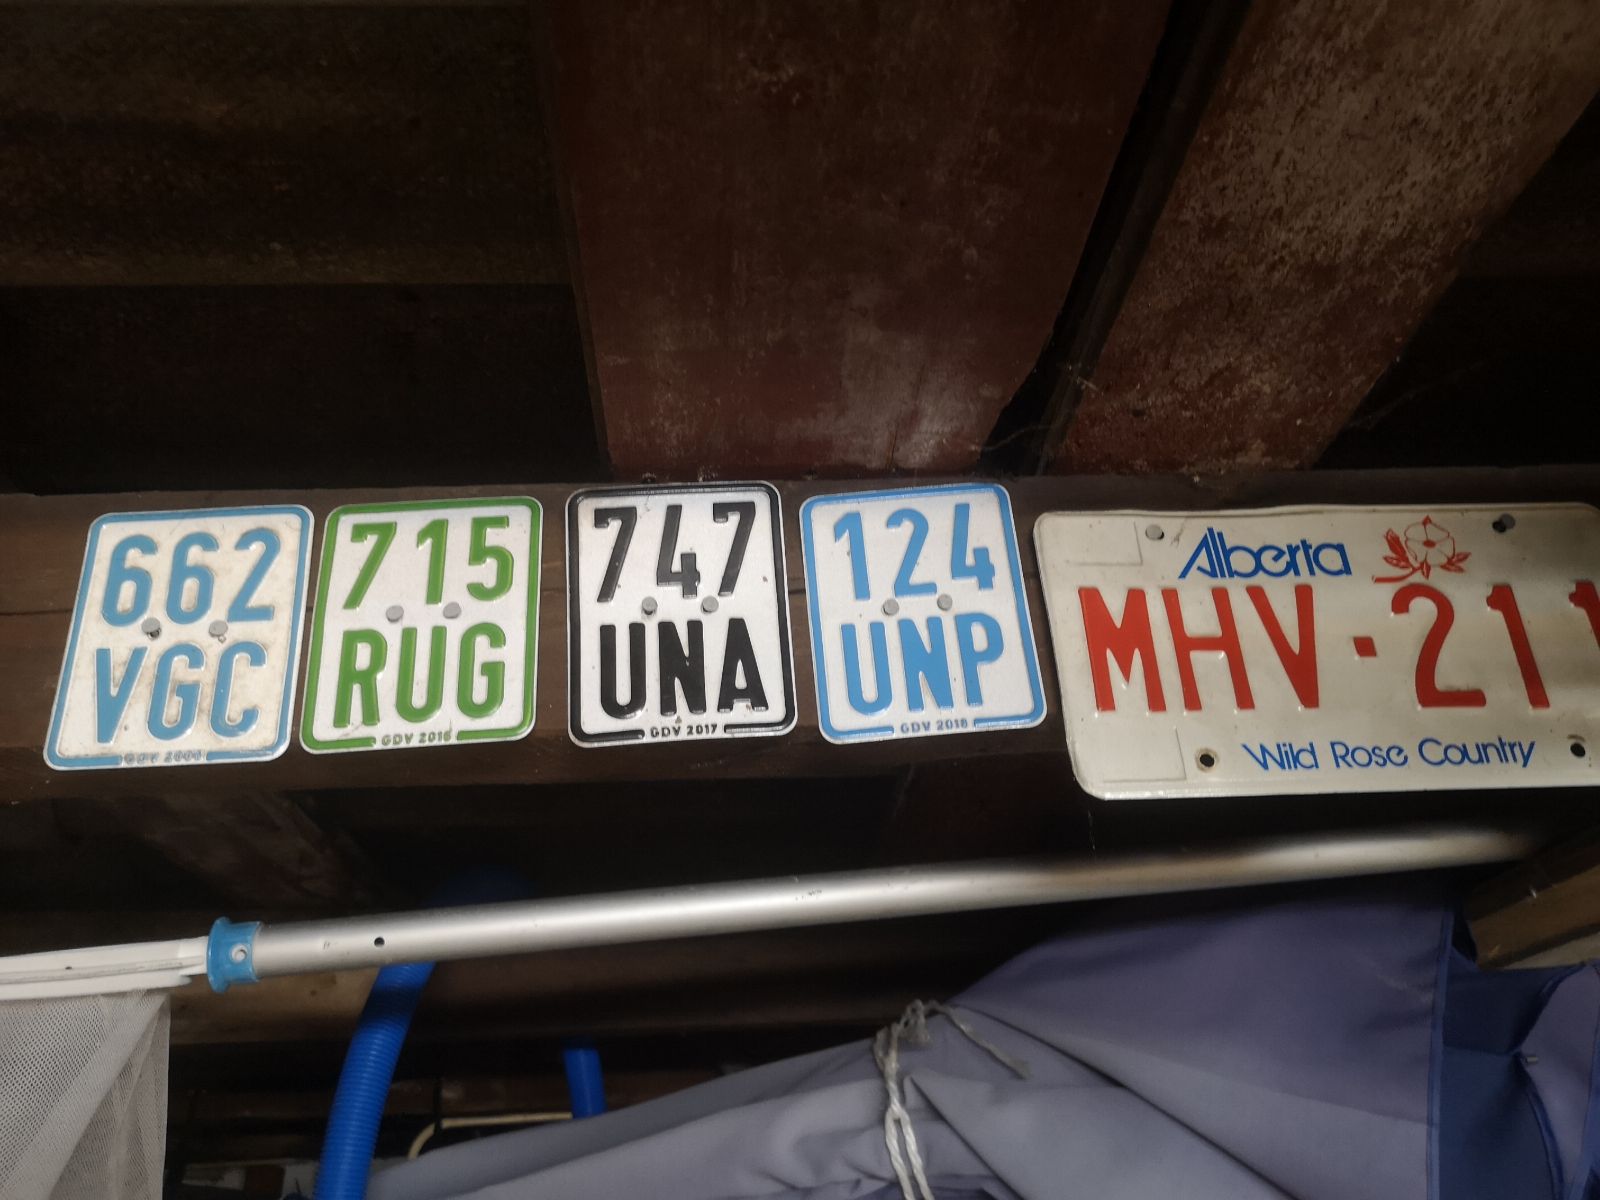 662
VGC
715
RUG
GDV 2016
747
UNA
GDV 2017
124
UNP
GDV 2018
Alberta
MHV·211
Wild Rose Country